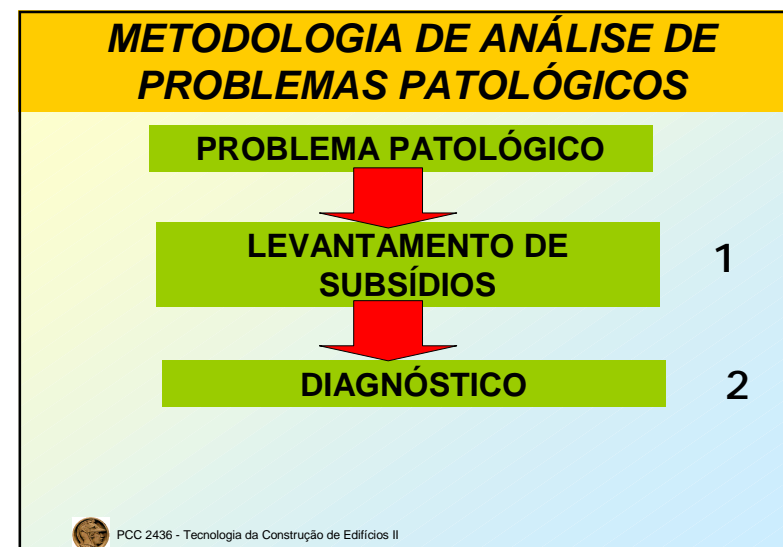 METODOLOGIA DE ANÁLISE DE
PROBLEMAS PATOLÓGICOS
PROBLEMA PATOLÓGICO
LEVANTAMENTO DE
SUBSÍDIOS
1
DIAGNÓSTICO
2
PCC 2436 - Tecnologia da Construção de Edifícios II